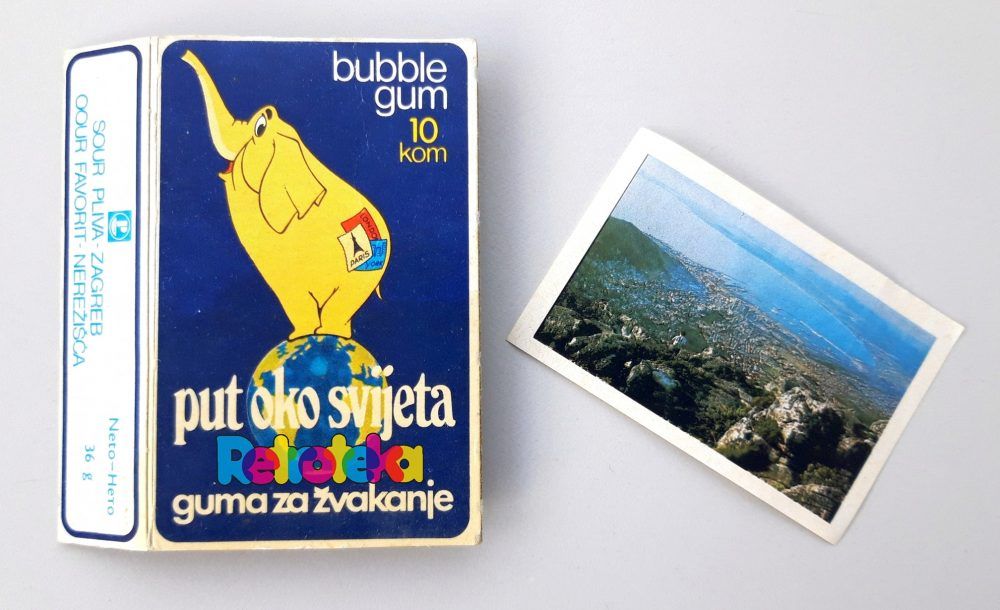 SOUR PLIVA - ZAGREB
OOUR FAVORIT - NEREŽIŠĆA
P
Neto-Нето
36 g
bubble
gum
10
kom
LONDON
PARIS
put oko svijeta
Retroteka
guma za žvakanje